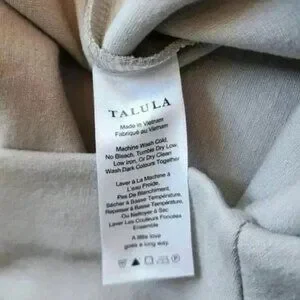 TALULA
Made in Vietnam
Fabriqué au Vietnam
Machine Wash Cold,
No Bleach, Tumble Dry Low,
Low Iron, Or Dry Clean
Wash Dark Colours Together
Laver à La Machine à
L'eau Froide,
Pas De Blanchiment,
Sécher à Basse Température,
Repasser à Basse Température,
Ou Nettoyer à Sec
Laver Les Couleurs Foncées
Ensemble
A little love
goes a long way.